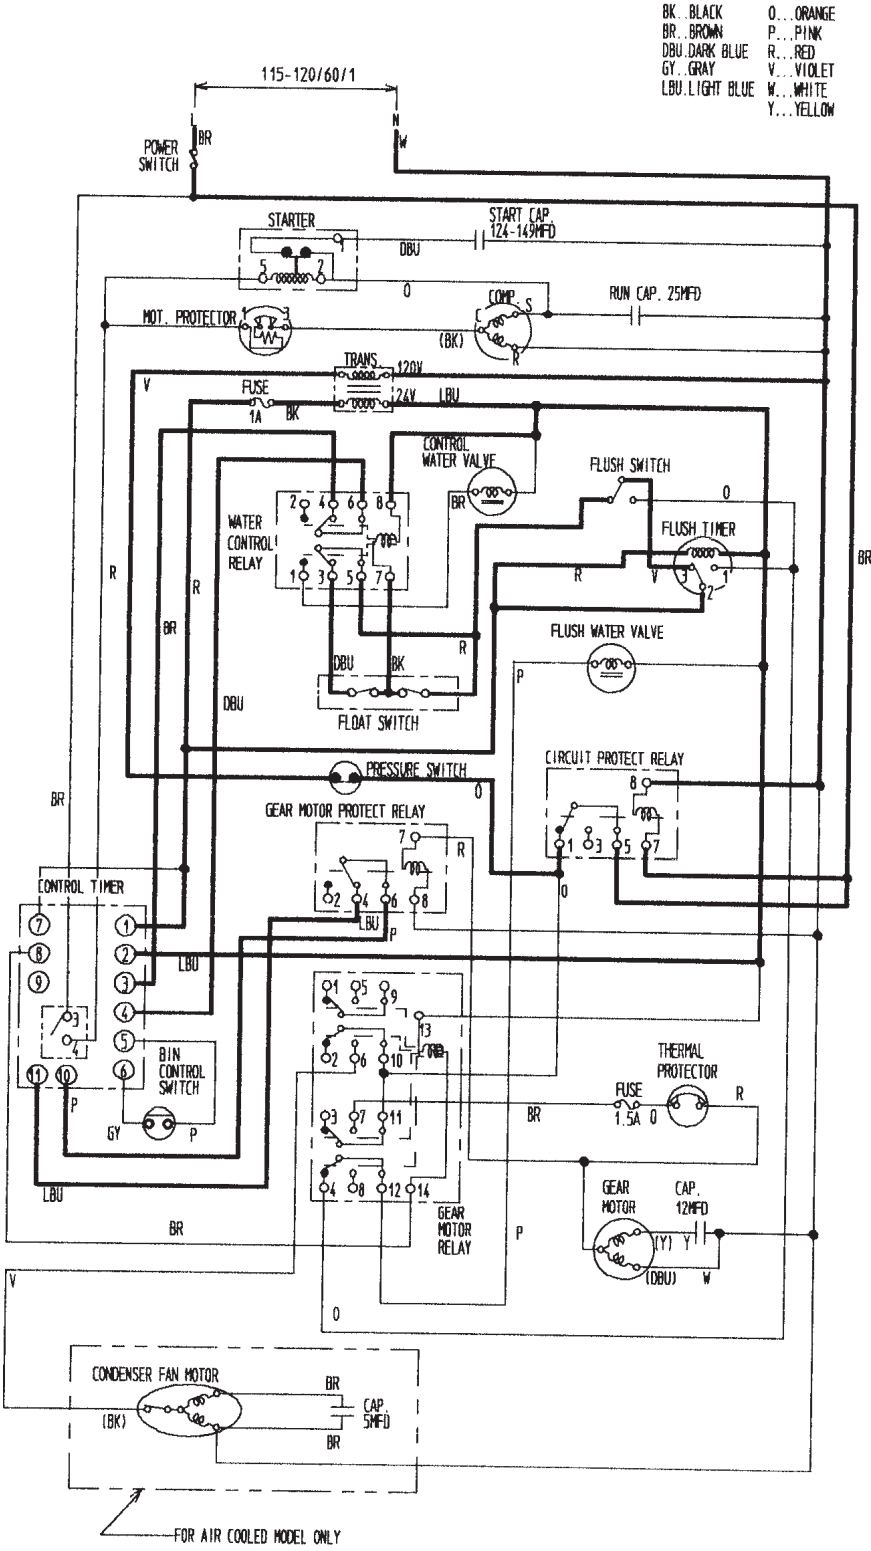 BK..BLACK O...ORANGE
BR..BROWN P...PINK
DBU.DARK BLUE R...RED
GY..GRAY V...VIOLET
LBU.LIGHT BLUE W...WHITE
Y...YELLOW
115-120/60/1
L N
BR W
POWER
SWITCH
STARTER
START CAP.
124-149MFD
1
DBU
5 2
O
COMP. S
RUN CAP. 25MFD
MOT. PROTECTOR 1 3
C
(BK)
R
TRANS.
120V
V
FUSE
1A
BK
24V
LBU
CONTROL
WATER VALVE
BR
FLUSH SWITCH
O
2 4 6 8
WATER
CONTROL
RELAY
FLUSH TIMER
BR
R
R
R
V
3 1
2
1 3 5 7
BR
FLUSH WATER VALVE
R
DBU
BK
P
DBU
FLOAT SWITCH
CIRCUIT PROTECT RELAY
PRESSURE SWITCH
O
8
BR
GEAR MOTOR PROTECT RELAY
7
R
1 3 5 7
O
CONTROL TIMER
2 4 6 8
LBU
P
7 1
8 2
LBU
9 3
1 5 9
3
4
4
13
5
BIN
CONTROL
SWITCH
2 6 10
THERMAL
PROTECTOR
6
11 10
P
FUSE
1.5A O
R
BR
3 7 11
GY P
LBU
4 8 12 14
GEAR
MOTOR
CAP.
12MFD
GEAR
MOTOR
RELAY
BR
P
(Y) Y
(DBU) W
V
O
CONDENSER FAN MOTOR
BR
(BK)
CAP.
5MFD
BR
FOR AIR COOLED MODEL ONLY